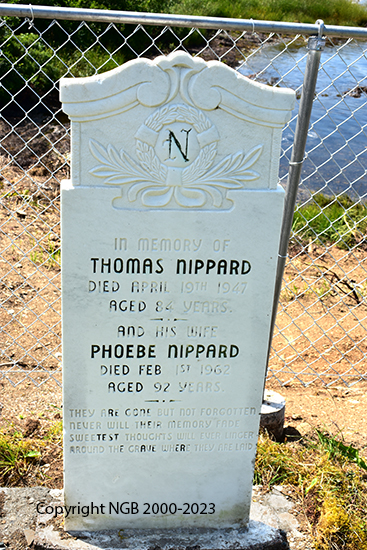 N
IN MEMORY OF
THOMAS NIPPARD
DIED APRIL 19TH 1947
AGED 84 YEARS.
AND HIS WIFE
PHOEBE NIPPARD
DIED FEB 1ST 1962
AGED 92 YEARS.
THEY ARE GONE BUT NOT FORGOTTEN
NEVER WILL THEIR MEMORY FADE
SWEETEST THOUGHTS WILL EVER LINGER
AROUND THE GRAVE WHERE THEY ARE LAID
Copyright NGB 2000-2023